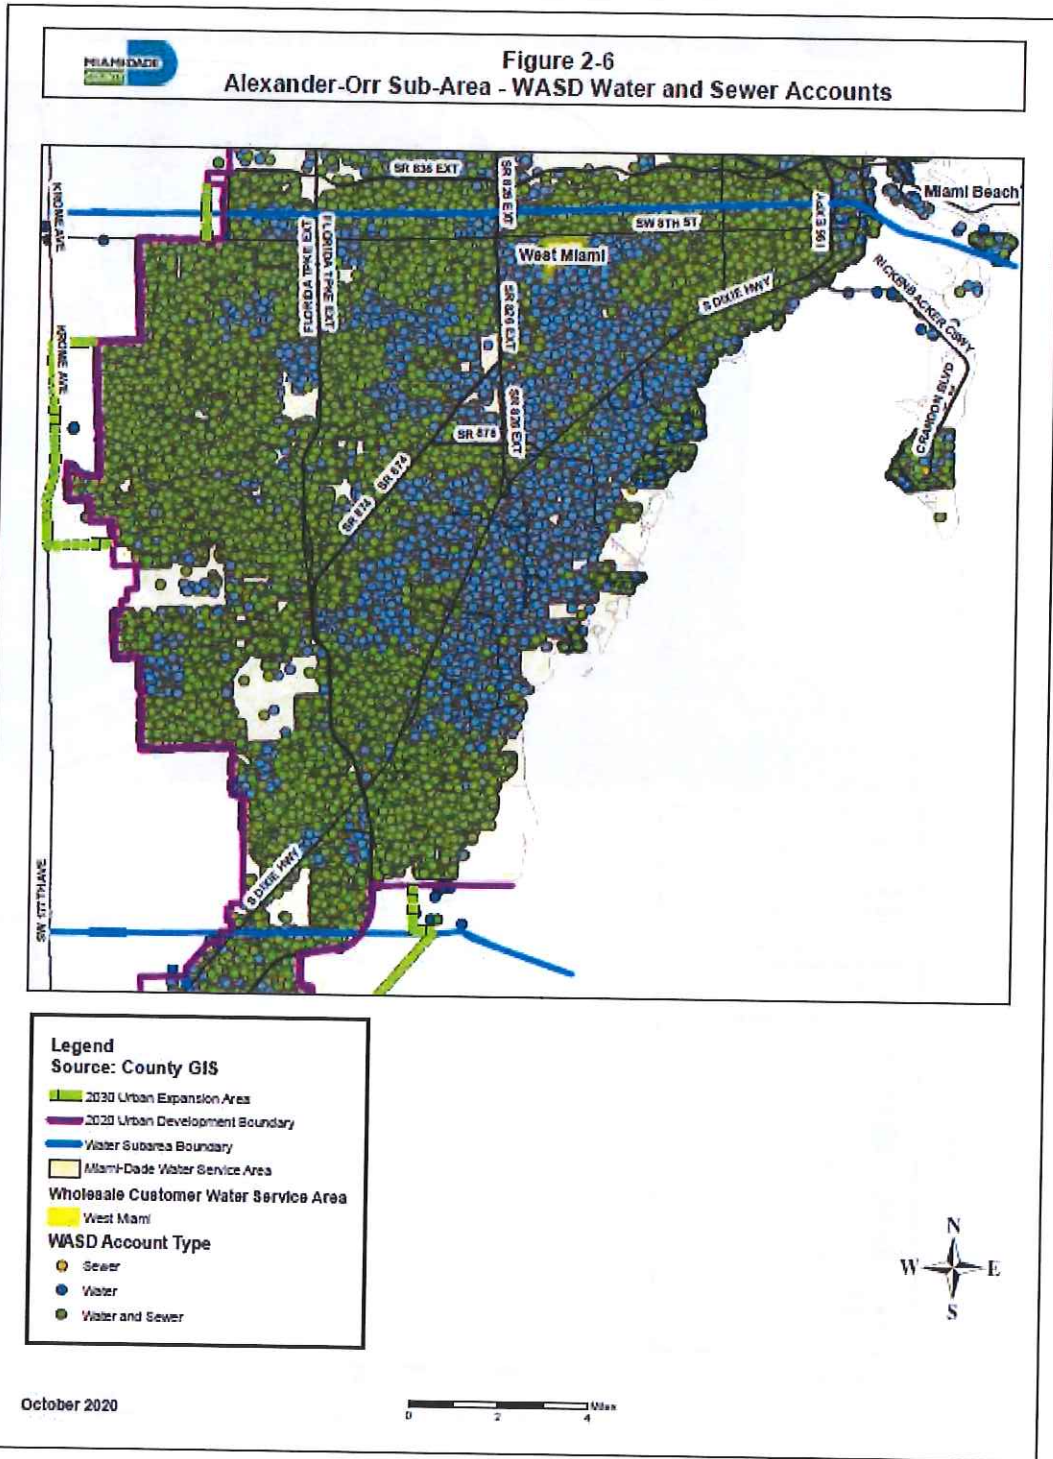 MIAMI-DADE
COUNTY
Figure 2-6
Alexander-Orr Sub-Area - WASD Water and Sewer Accounts
KROME AVE
SR 836 EXT
SR 826 EXT
I 95 EXPY
Miami Beach
FLORIDA TPKE EXT
FLORIDA TPKE EXT
SW 8TH ST
West Miami
S DIXIE HWY
RICKENBACKER CSWY
KROME AVE
SR 826 EXT
CRANDON BLVD
SR 878
SR 826 EXT
SR 874
SR 874
S DIXIE HWY
SW 177TH AVE
Legend
Source: County GIS
2030 Urban Expansion Area
2020 Urban Development Boundary
Water Subarea Boundary
Miami-Dade Water Service Area
Wholesale Customer Water Service Area
West Miami
WASD Account Type
Sewer
Water
Water and Sewer
N
W E
S
October 2020
Miles
0 2 4